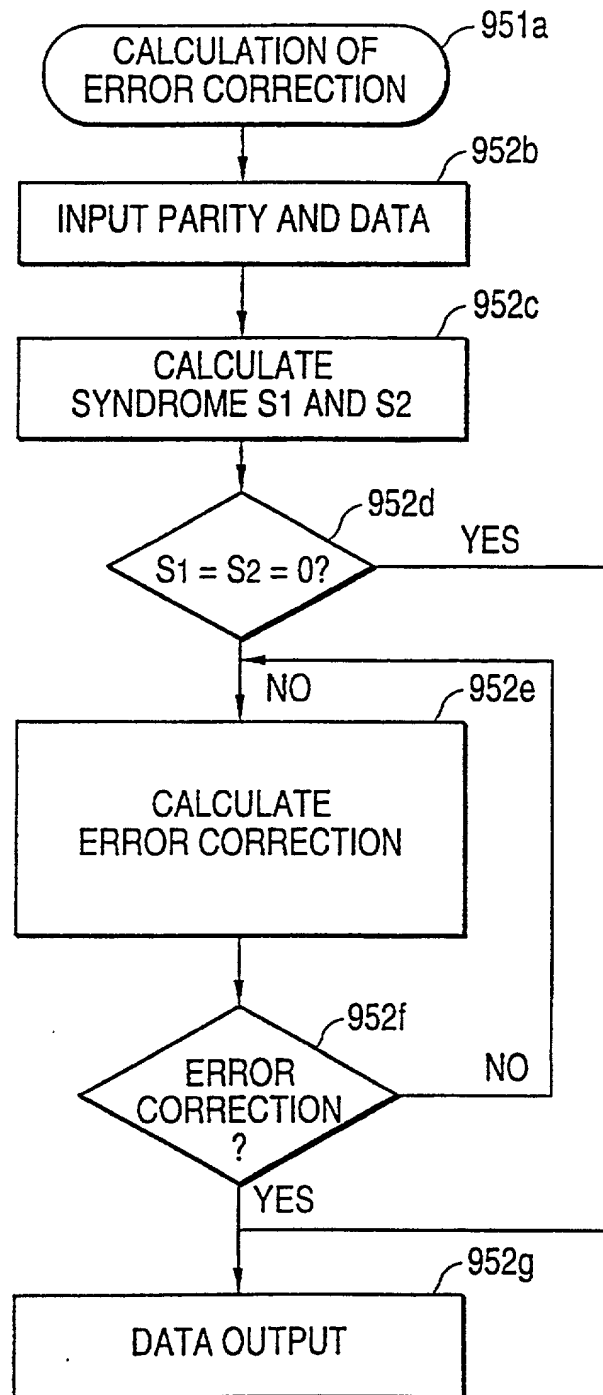 951a
CALCULATION OF
ERROR CORRECTION
952b
INPUT PARITY AND DATA
952c
CALCULATE
SYNDROME S1 AND S2
952d
YES
S1 = S2 = 0?
NO
952e
CALCULATE
ERROR CORRECTION
952f
NO
ERROR
CORRECTION
?
YES
952g
DATA OUTPUT